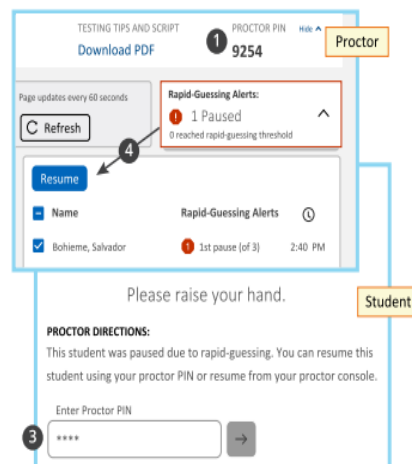 TESTING TIPS AND SCRIPT
Download PDF
1
PROCTOR PIN
9254
Hide
Proctor
Page updates every 60 seconds
Refresh
Rapid-Guessing Alerts:
1 Paused
0 reached rapid-guessing threshold
4
Resume
Name Rapid-Guessing Alerts
Bohieme, Salvador 1 1st pause (of 3) 2:40 PM
Please raise your hand.
Student
PROCTOR DIRECTIONS:
This student was paused due to rapid-guessing. You can resume this
student using your proctor PIN or resume from your proctor console.
Enter Proctor PIN
3 ****